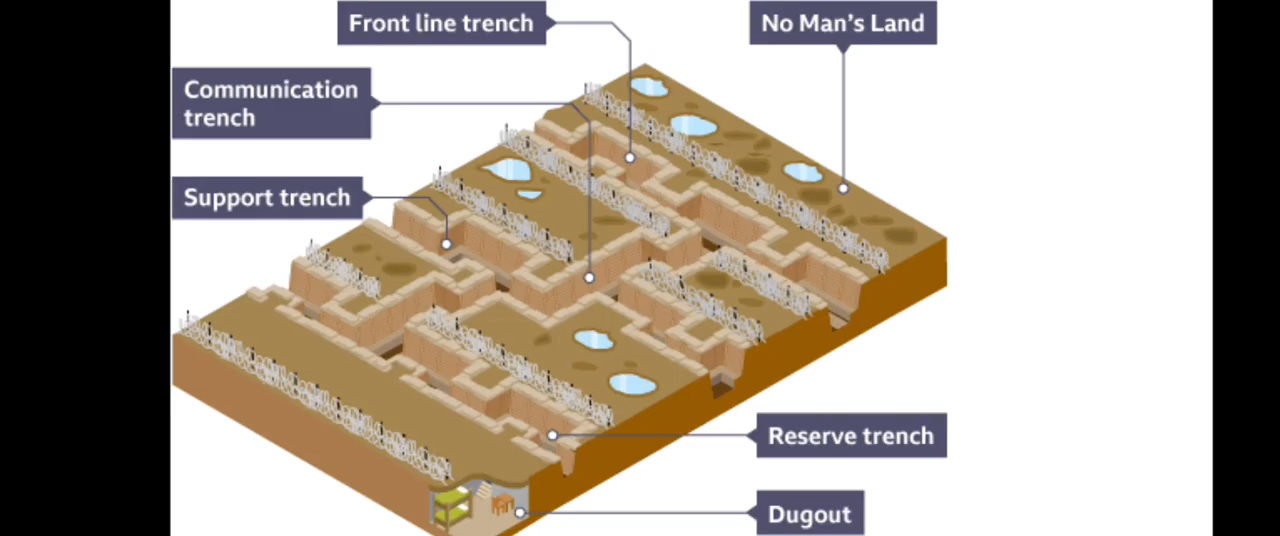 Front line trench
No Man's Land
Communication
trench
Support trench
Reserve trench
Dugout